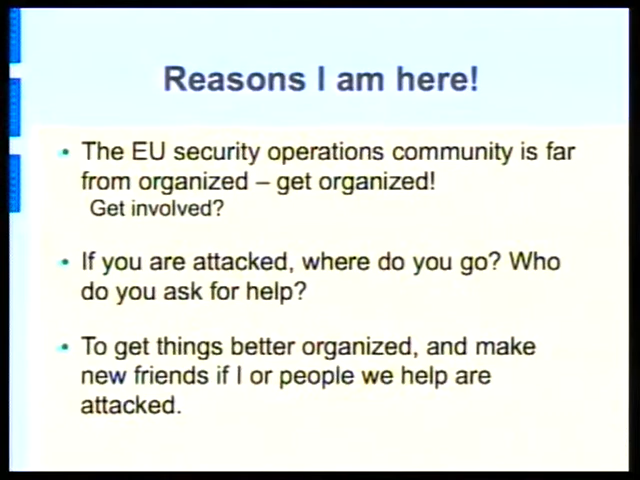 Reasons I am here!
• The EU security operations community is far
from organized – get organized!
Get involved?
• If you are attacked, where do you go? Who
do you ask for help?
• To get things better organized, and make
new friends if I or people we help are
attacked.